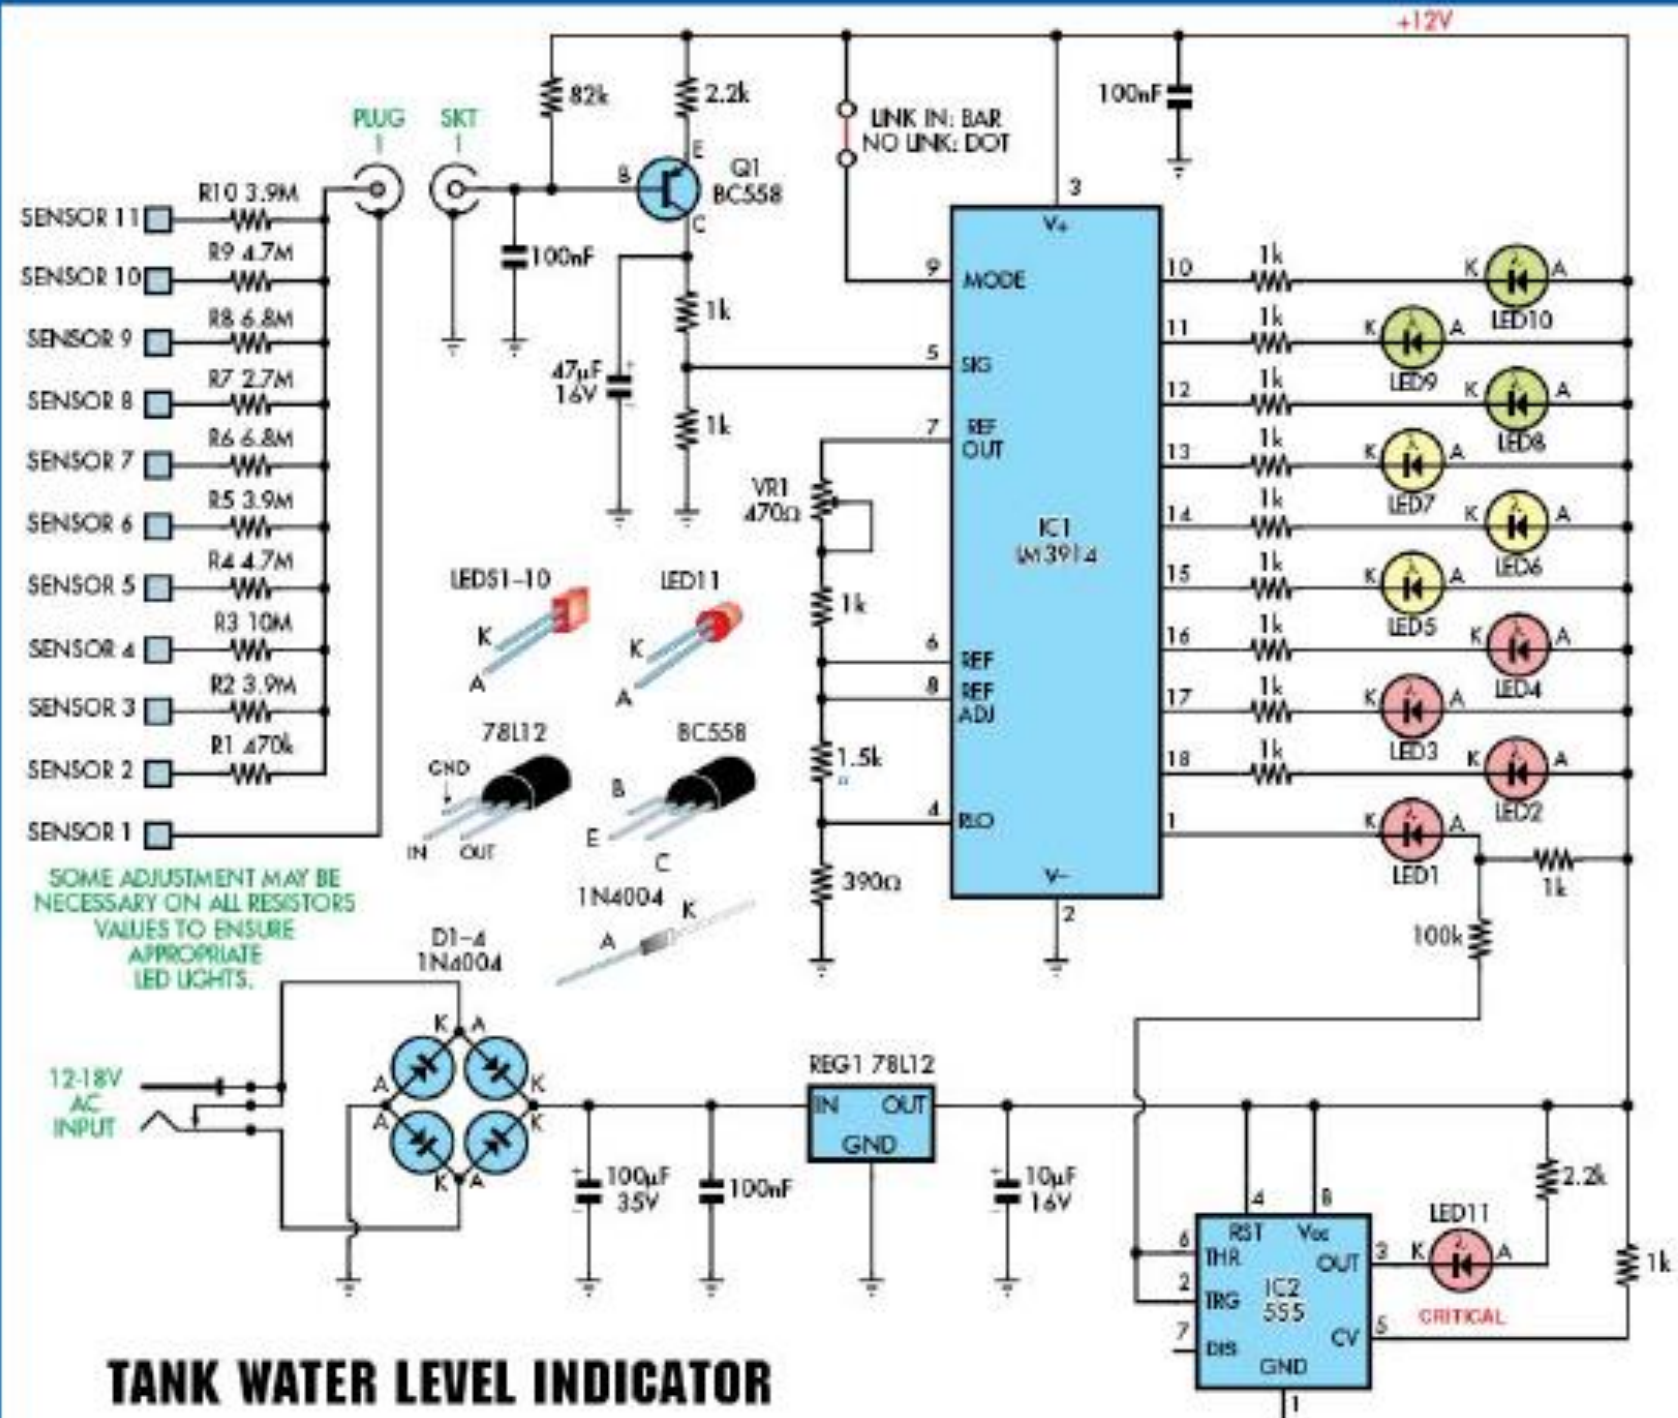 +12V
82k
2.2k
100nF
LINK IN: BAR
NO LINK: DOT
PLUG
SKT
E
B
Q1
BC558
C
3
V+
R10 3.9M
SENSOR 11
R9 4.7M
SENSOR 10
R8 6.8M
SENSOR 9
R7 2.7M
SENSOR 8
R6 6.8M
SENSOR 7
R5 3.9M
SENSOR 6
R4 4.7M
SENSOR 5
R3 10M
SENSOR 4
R2 3.9M
SENSOR 3
R1 470k
SENSOR 2
SENSOR 1
100nF
1k
47µF
16V
1k
9
MODE
5
SIG
7
REF
OUT
VR1
470Ω
IC1
LM3914
1k
6
REF
8
REF
ADJ
1.5k
4
RLO
390Ω
V–
2
10
1k
K
A
LED10
11
1k
K
A
LED9
12
1k
K
A
LED8
13
1k
K
A
LED7
14
1k
K
A
LED6
15
1k
K
A
LED5
16
1k
K
A
LED4
17
1k
K
A
LED3
18
1k
K
A
LED2
1
K
A
LED1
1k
100k
LEDS1–10
K
A
LED11
K
A
78L12
GND
IN
OUT
BC558
B
E
C
1N4004
A
K
SOME ADJUSTMENT MAY BE
NECESSARY ON ALL RESISTORS
VALUES TO ENSURE
APPROPRIATE
LED LIGHTS.
D1–4
1N4004
K
A
A
K
A
K
K
A
12-18V
AC
INPUT
100µF
35V
100nF
REG1 78L12
IN
OUT
GND
10µF
16V
4
8
RST
Vcc
6
THR
2
TRG
7
DIS
IC2
555
OUT
3
CV
5
GND
1
LED11
K
A
CRITICAL
2.2k
1k
TANK WATER LEVEL INDICATOR